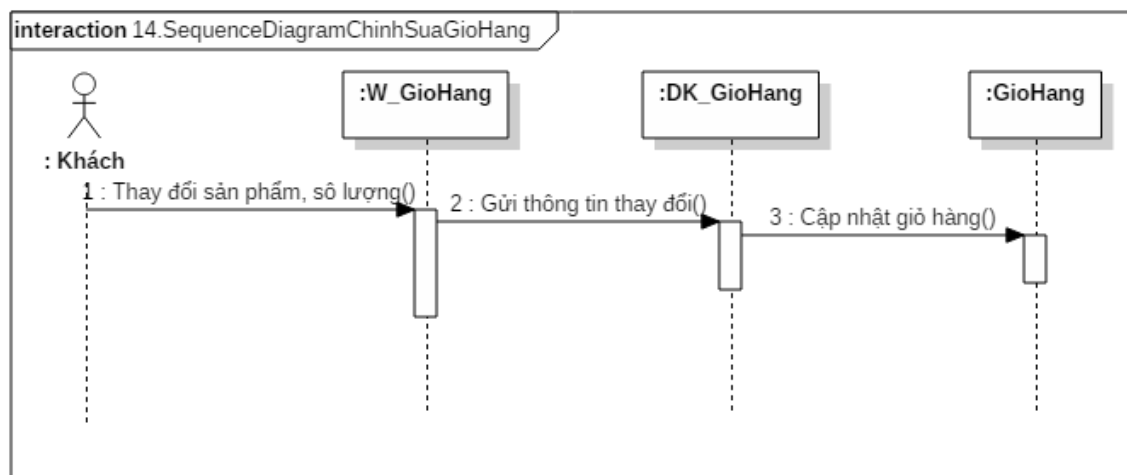 interaction 14.SequenceDiagramChinhSuaGioHang
:W_GioHang
:DK_GioHang
:GioHang
: Khách
1 : Thay đổi sản phẩm, sô lượng()
2 : Gửi thông tin thay đổi()
3 : Cập nhật giỏ hàng()